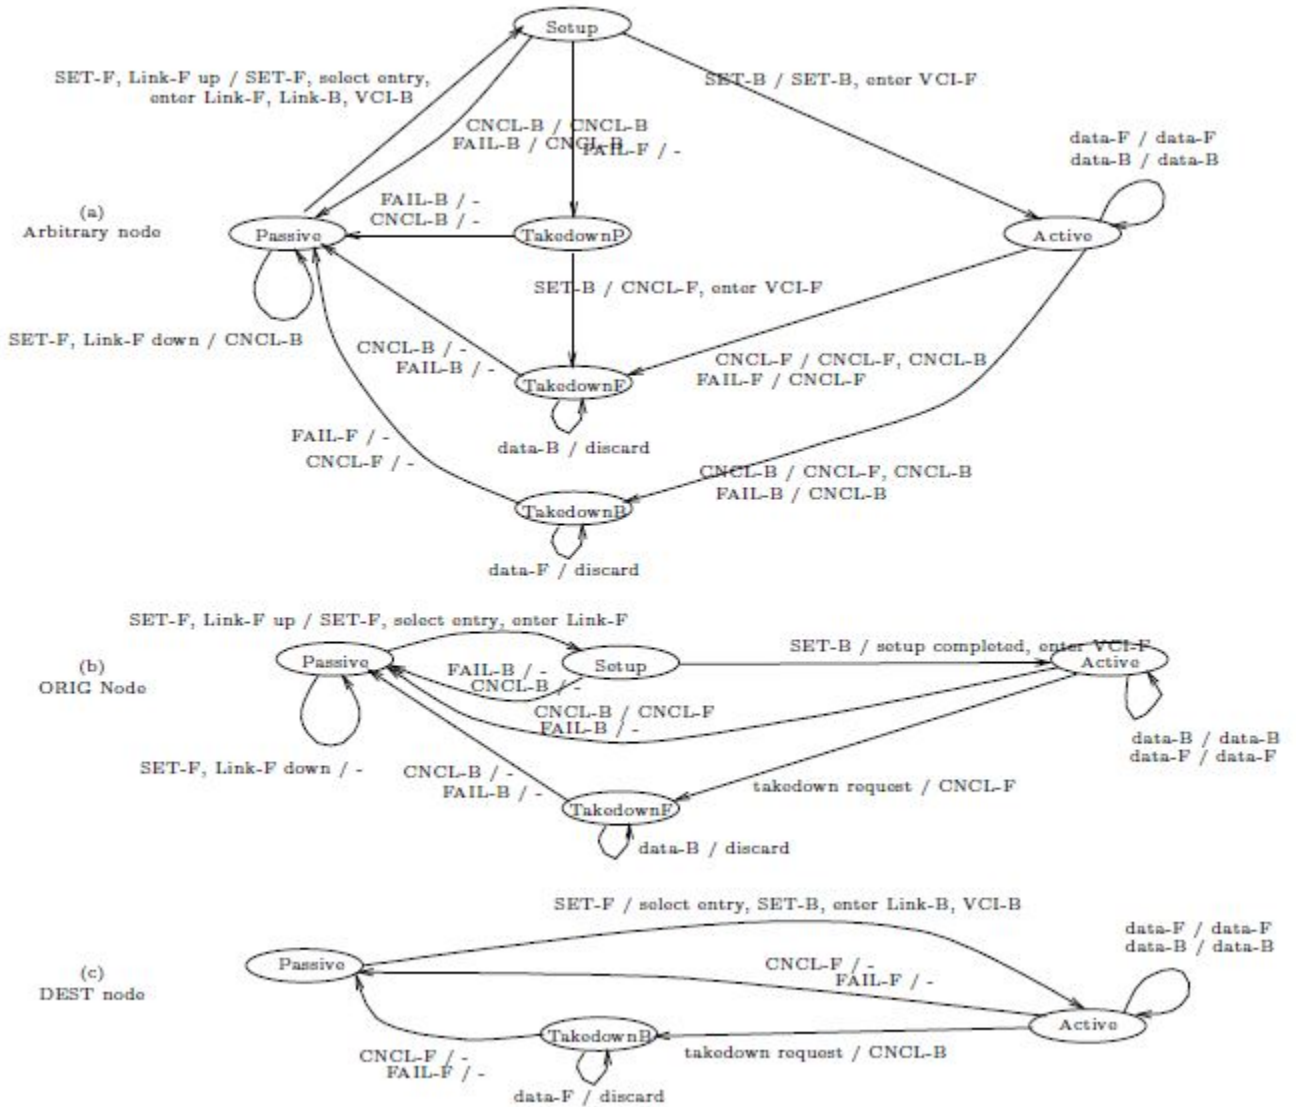 Setup
SET-F, Link-F up / SET-F, select entry,
enter Link-F, Link-B, VCI-B
SET-B / SET-B, enter VCI-F
CNCL-B / CNCL-B
FAIL-B / CNCL-B
FAIL-F / -
data-F / data-F
data-B / data-B
(a)
Arbitrary node
FAIL-B / -
CNCL-B / -
Passive
TakedownP
Active
SET-B / CNCL-F, enter VCI-F
SET-F, Link-F down / CNCL-B
CNCL-B / -
FAIL-B / -
CNCL-F / CNCL-F, CNCL-B
FAIL-F / CNCL-F
TakedownF
data-B / discard
FAIL-F / -
CNCL-F / -
CNCL-B / CNCL-F, CNCL-B
FAIL-B / CNCL-B
TakedownB
data-F / discard
SET-F, Link-F up / SET-F, select entry, enter Link-F
(b)
ORIG Node
Passive
Setup
SET-B / setup completed, enter VCI-F
Active
FAIL-B / -
CNCL-B / -
CNCL-B / CNCL-F
FAIL-B / -
data-B / data-B
data-F / data-F
SET-F, Link-F down / -
CNCL-B / -
FAIL-B / -
takedown request / CNCL-F
TakedownF
data-B / discard
SET-F / select entry, SET-B, enter Link-B, VCI-B
data-F / data-F
data-B / data-B
(c)
DEST node
Passive
CNCL-F / -
FAIL-F / -
Active
TakedownB
takedown request / CNCL-B
CNCL-F / -
FAIL-F / -
data-F / discard